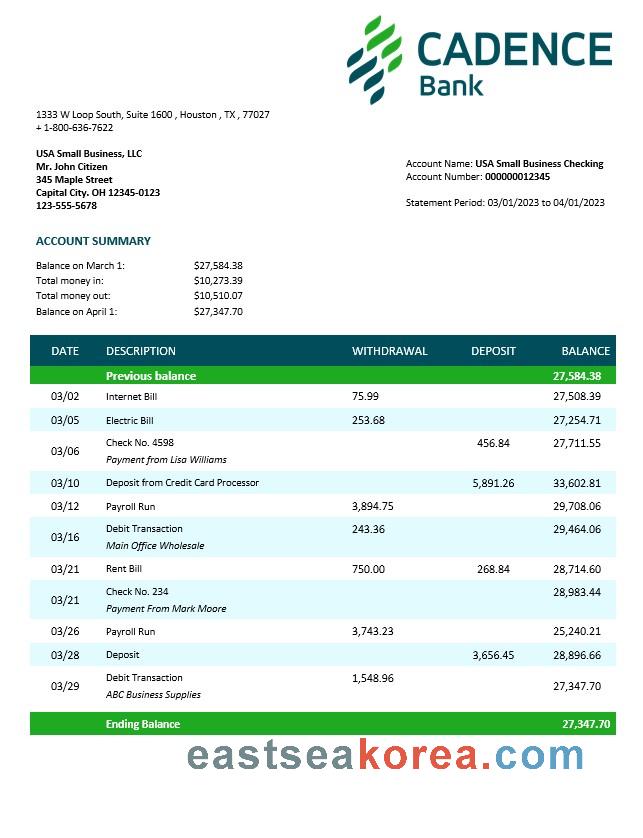 CADENCE
Bank
1333 W Loop South, Suite 1600 , Houston , TX , 77027
+ 1-800-636-7622
USA Small Business, LLC
Mr. John Citizen
345 Maple Street
Capital City. OH 12345-0123
123-555-5678
Account Name: USA Small Business Checking
Account Number: 000000012345
Statement Period: 03/01/2023 to 04/01/2023
ACCOUNT SUMMARY
Balance on March 1: $27,584.38
Total money in: $10,273.39
Total money out: $10,510.07
Balance on April 1: $27,347.70
DATE DESCRIPTION WITHDRAWAL DEPOSIT BALANCE
Previous balance 27,584.38
03/02 Internet Bill 75.99 27,508.39
03/05 Electric Bill 253.68 27,254.71
03/06 Check No. 4598 456.84 27,711.55
Payment from Lisa Williams
03/10 Deposit from Credit Card Processor 5,891.26 33,602.81
03/12 Payroll Run 3,894.75 29,708.06
03/16 Debit Transaction 243.36 29,464.06
Main Office Wholesale
03/21 Rent Bill 750.00 268.84 28,714.60
03/21 Check No. 234 28,983.44
Payment From Mark Moore
03/26 Payroll Run 3,743.23 25,240.21
03/28 Deposit 3,656.45 28,896.66
03/29 Debit Transaction 1,548.96 27,347.70
ABC Business Supplies
Ending Balance 27,347.70
eastseakorea.com